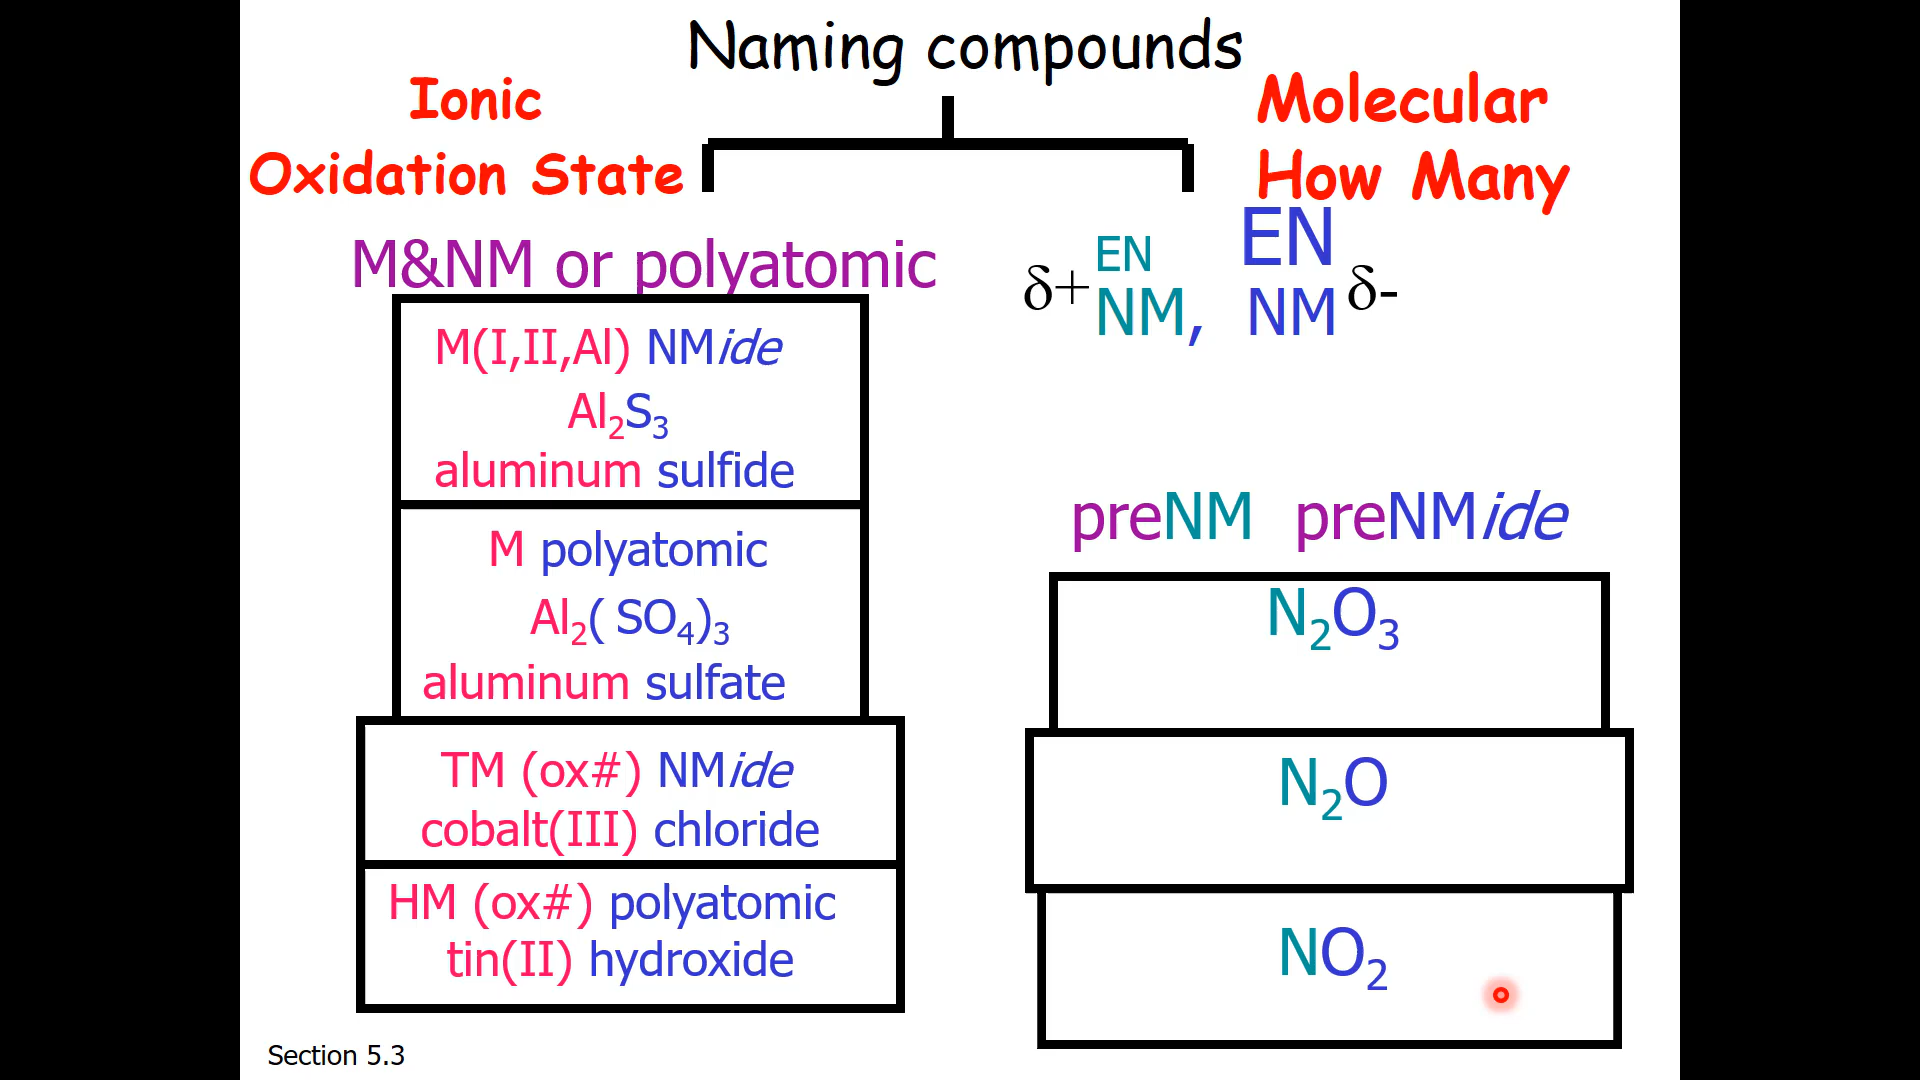 Naming compounds
Ionic
Oxidation State
Molecular
How Many
M&NM or polyatomic
M(I,II,Al) NMide
Al₂S₃
aluminum sulfide
M polyatomic
Al₂( SO₄)₃
aluminum sulfate
TM (ox#) NMide
cobalt(III) chloride
HM (ox#) polyatomic
tin(II) hydroxide
EN EN
δ+ NM, NM δ-
preNM preNMide
N₂O₃
N₂O
NO₂
Section 5.3